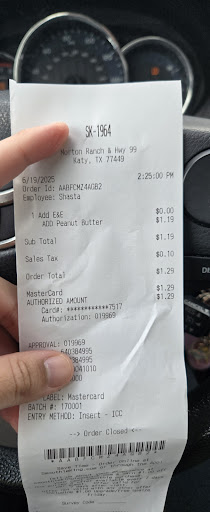 SK-1964
Morton Ranch & Hwy 99
Katy, TX 77449
6/19/2025 2:25:00 PM
Order Id: AABFCMZ4AGB2
Employee: Shasta
1 Add E&E $0.00
ADD Peanut Butter $1.19
Sub Total $1.19
Sales Tax $0.10
Order Total $1.29
MasterCard $1.29
AUTHORIZED AMOUNT $1.29
Card#: ************7517
Authorization: 019969
APPROVAL: 019969
640384995
384995
0041010
LABEL: Mastercard
BATCH #: 170001
ENTRY METHOD: Insert - ICC
--> Order Closed <--